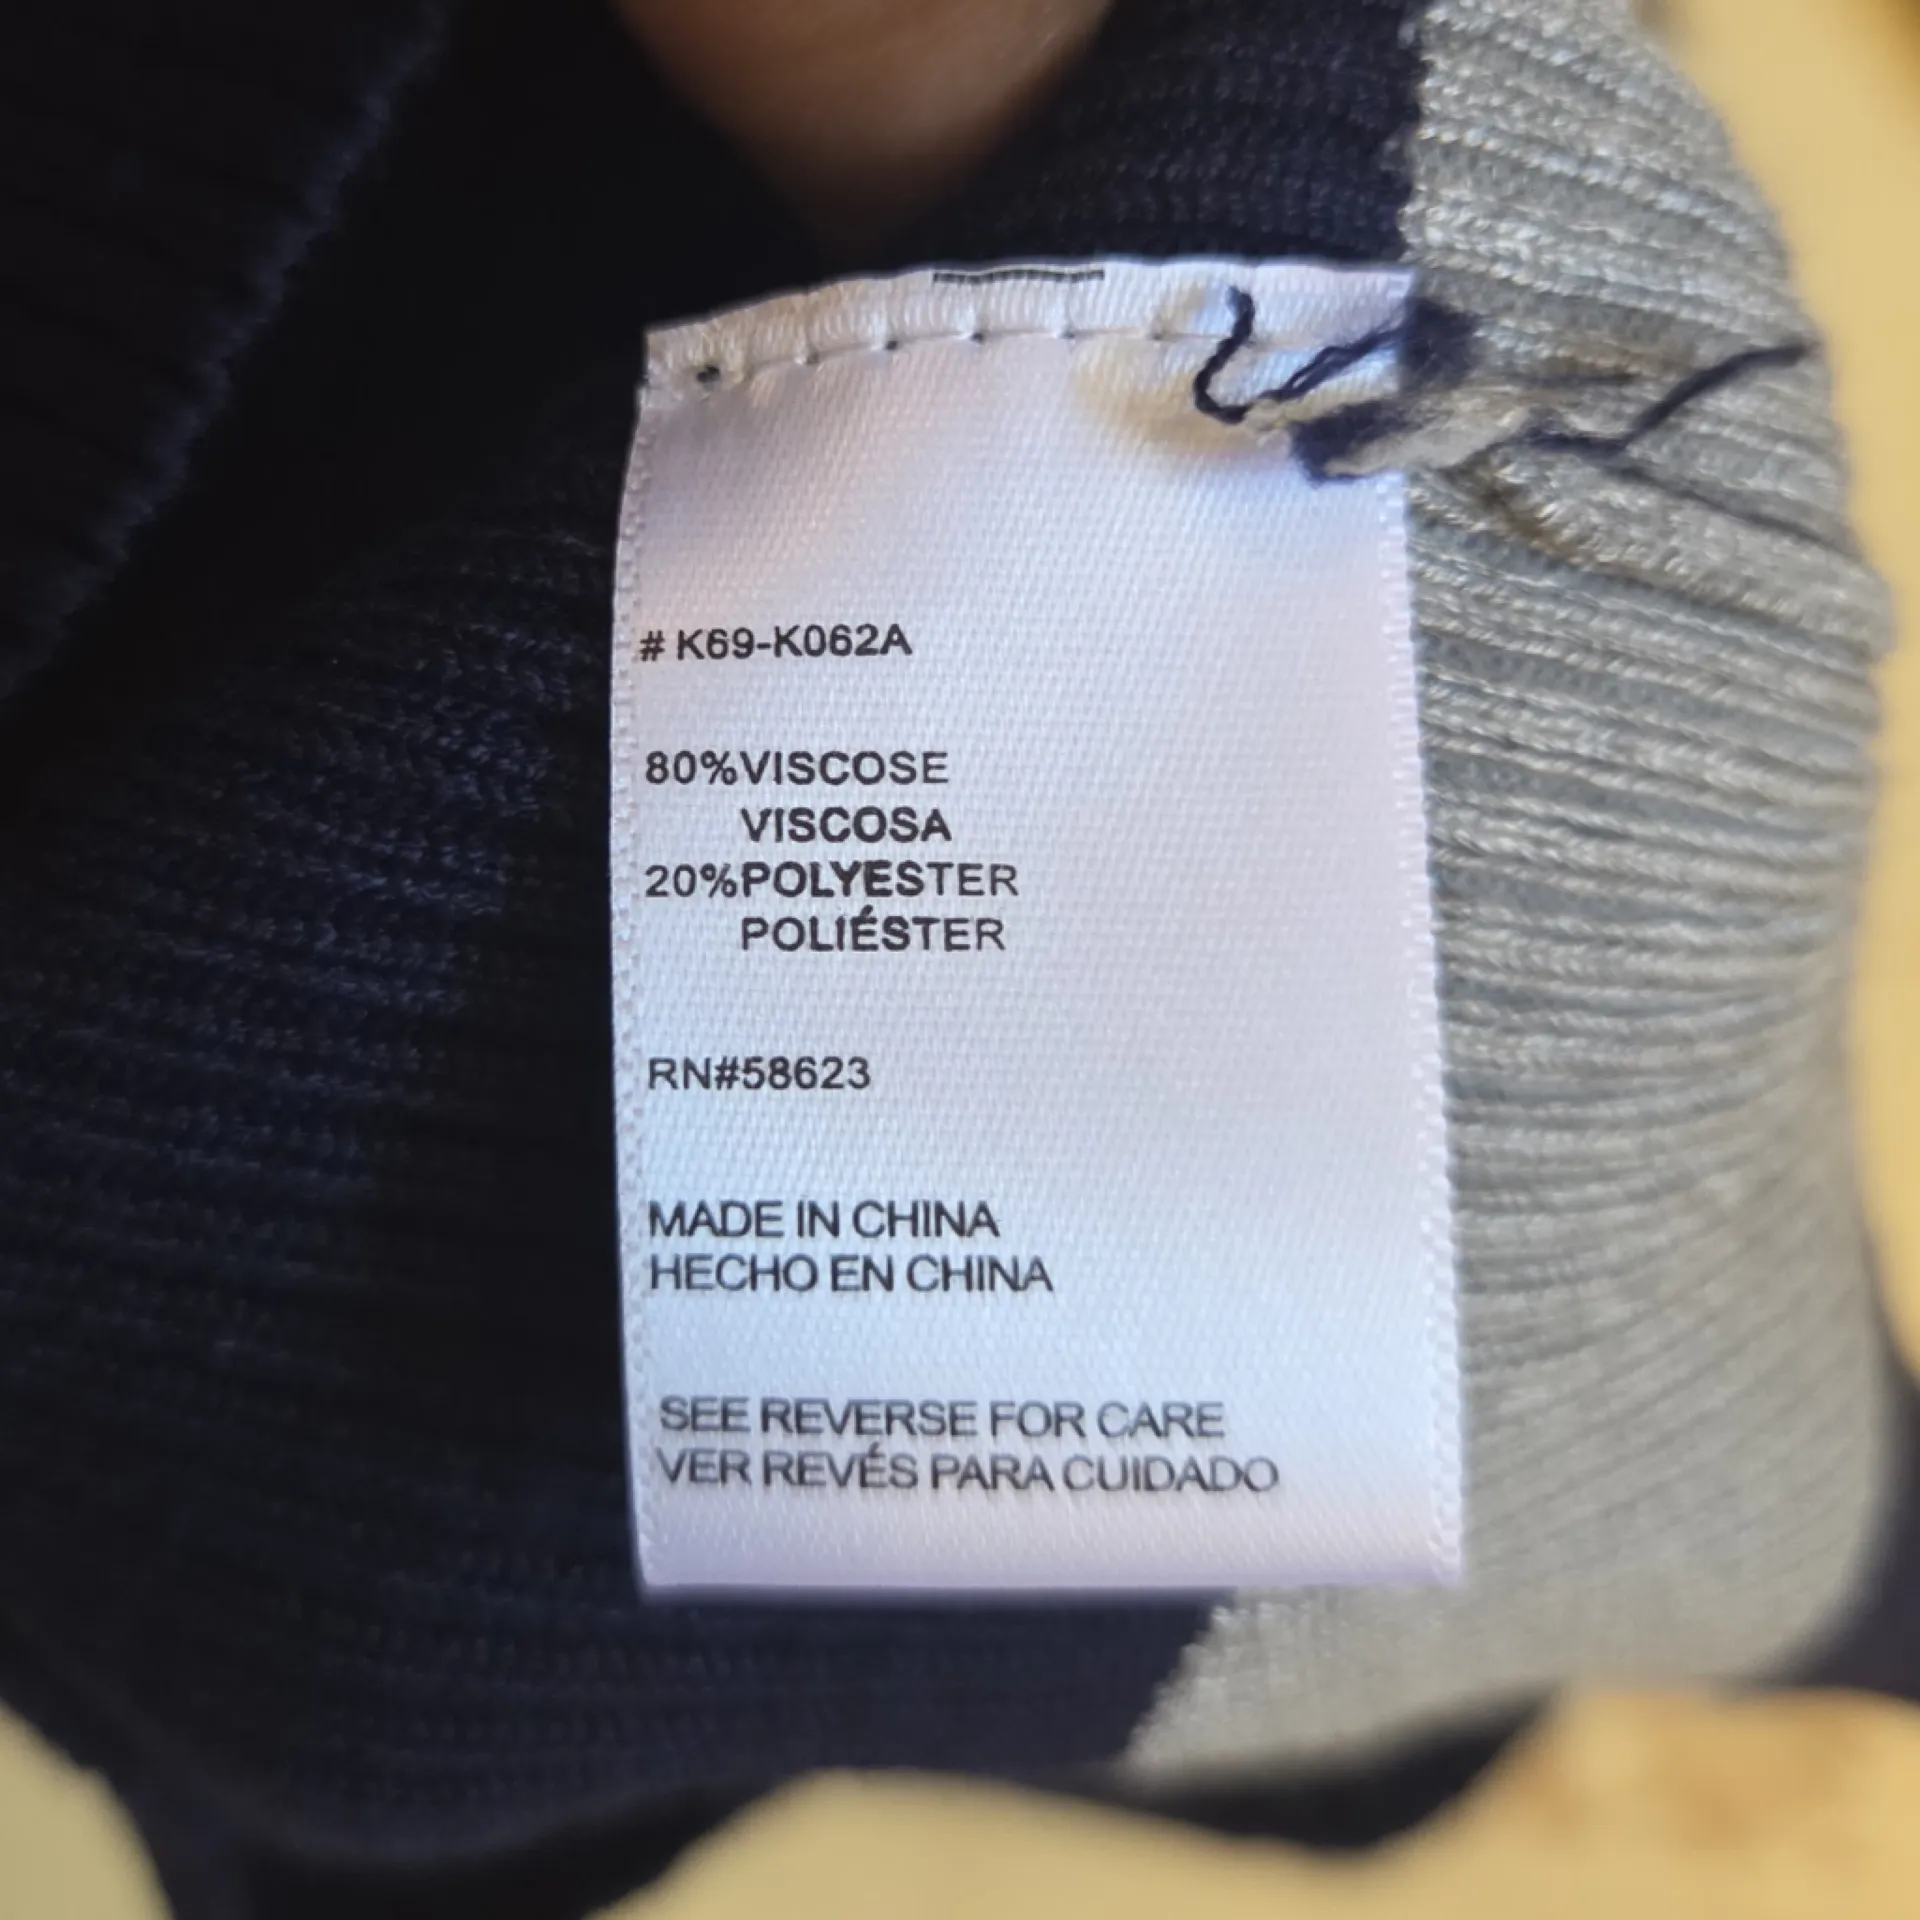 # K69-K062A
80%VISCOSE
VISCOSA
20%POLYESTER
POLIÉSTER
RN#58623
MADE IN CHINA
HECHO EN CHINA
SEE REVERSE FOR CARE
VER REVÉS PARA CUIDADO